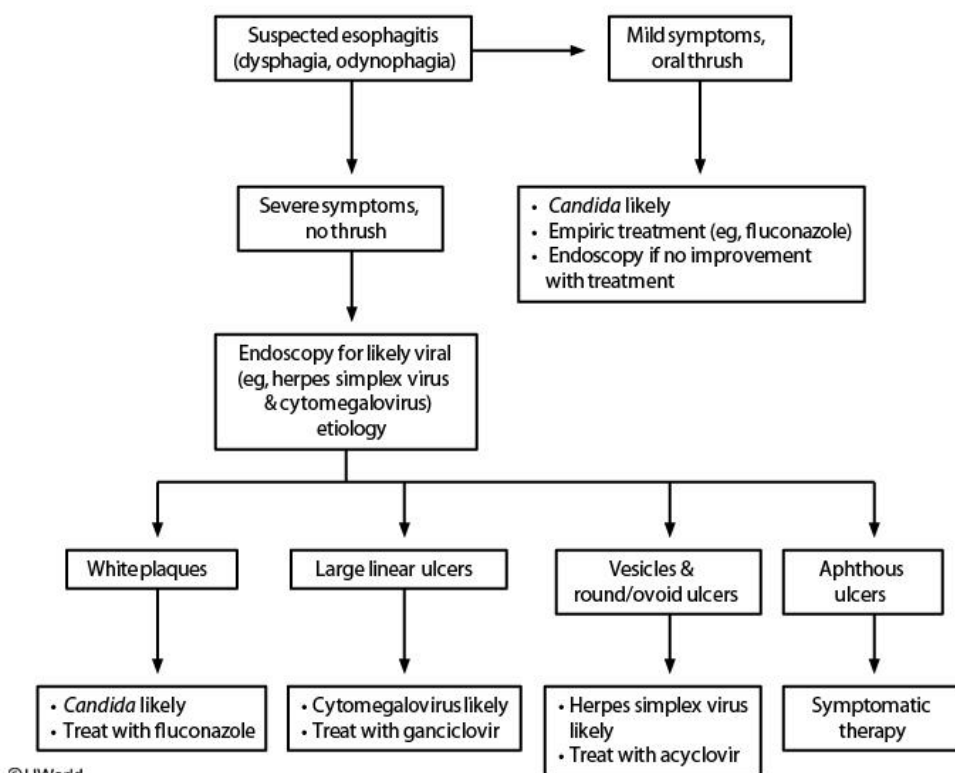 Suspected esophagitis
(dysphagia, odynophagia)
Mild symptoms,
oral thrush
Severe symptoms,
no thrush
• Candida likely
• Empiric treatment (eg, fluconazole)
• Endoscopy if no improvement
with treatment
Endoscopy for likely viral
(eg, herpes simplex virus
& cytomegalovirus)
etiology
White plaques
Large linear ulcers
Vesicles &
round/ovoid ulcers
Aphthous
ulcers
• Candida likely
• Treat with fluconazole
• Cytomegalovirus likely
• Treat with ganciclovir
• Herpes simplex virus
likely
• Treat with acyclovir
Symptomatic
therapy